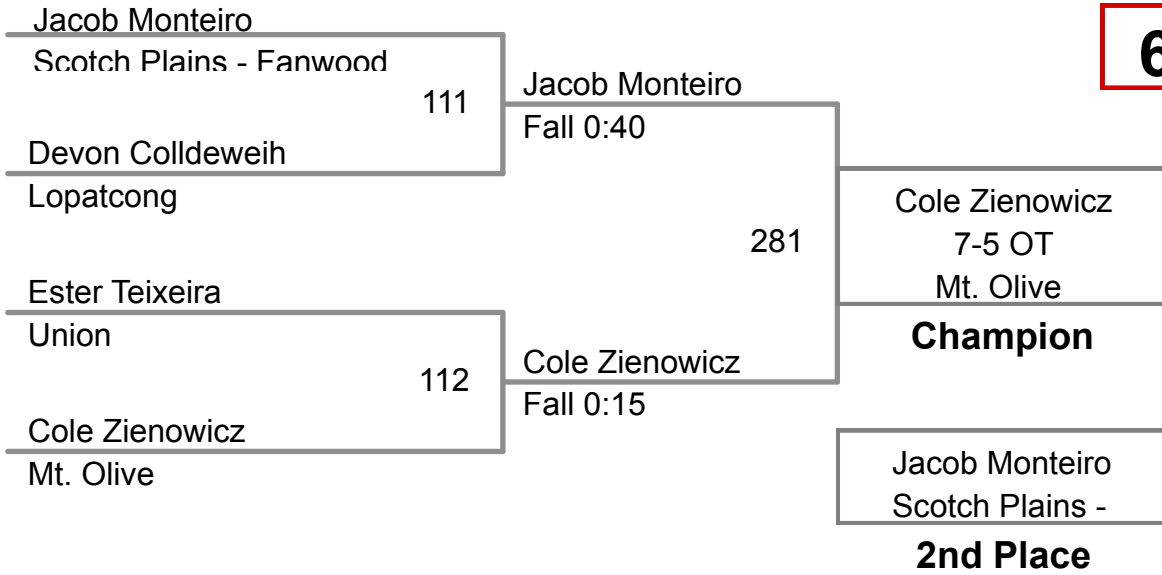 Jacob Monteiro
Scotch Plains - Fanwood
111
Devon Colldeweih
Lopatcong
Ester Teixeira
Union
112
Cole Zienowicz
Mt. Olive
Jacob Monteiro
Fall 0:40
281
Cole Zienowicz
Fall 0:15
6
Cole Zienowicz
7-5 OT
Mt. Olive
Champion
Jacob Monteiro
Scotch Plains -
2nd Place